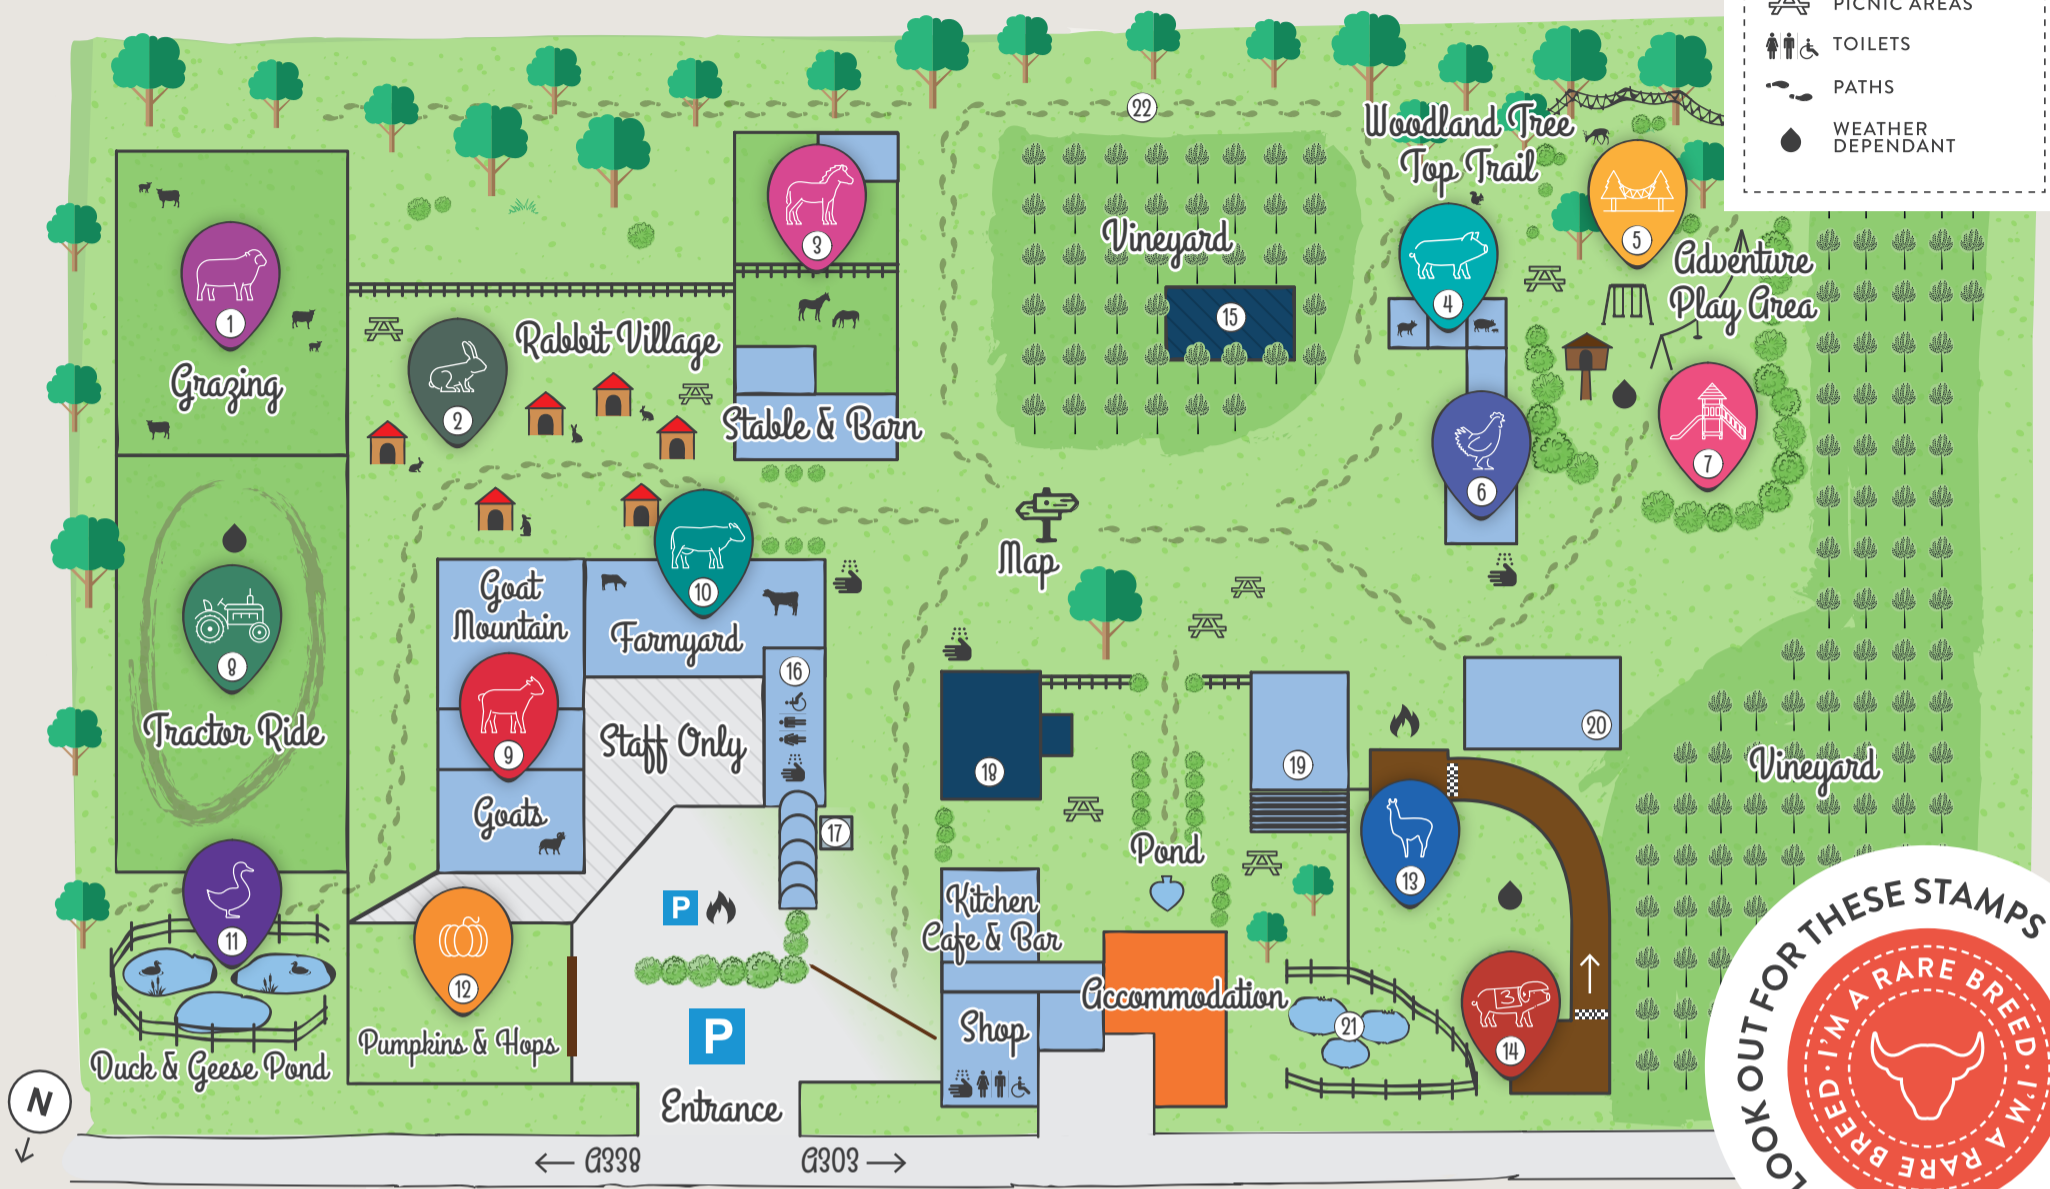 PICNIC AREAS
TOILETS
PATHS
WEATHER
DEPENDANT
22
Woodland Tree
Top Trail
3
5
Vineyard
Adventure
Play Area
1
Grazing
2
Rabbit Village
15
4
Stable & Barn
6
7
Map
8
Tractor Ride
Goat
Mountain
10
Farmyard
16
9
Staff Only
Goats
17
18
19
20
Vineyard
Pond
13
11
Duck & Geese Pond
12
Pumpkins & Hops
P
P
Entrance
Kitchen
Cafe & Bar
Accommodation
Shop
21
3
14
N
← A338
A303 →
LOOK OUT FOR THESE STAMPS
I'M A RARE BREED · I'M A RARE BREED ·